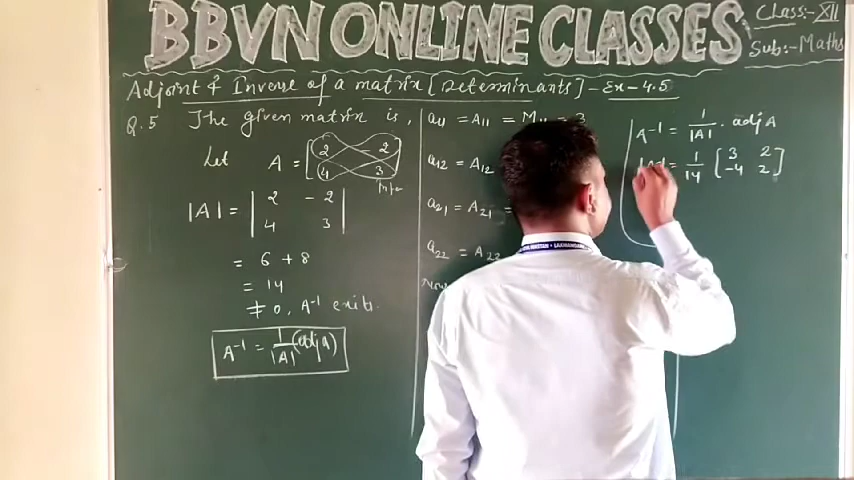 BBVN ONLINE CLASSES
Class:- XII
Sub:- Maths
Adjoint & Inverse of a matrix [Determinants] - Ex - 4.5
Q.5 The given matrix is,
Let A = [ 2 - 2
4 3 ]
|A| = | 2 - 2
4 3 |
= 6 + 8
= 14
≠ 0, A⁻¹ exits.
A⁻¹ = 1/|A| (adj A)
a₁₁ = A₁₁ = M₁₁ = 3
a₁₂ = A₁₂
a₂₁ = A₂₁ =
a₂₂ = A₂₂
A⁻¹ = 1/|A| . adj A
= 1/14 [ 3 2
-4 2 ]